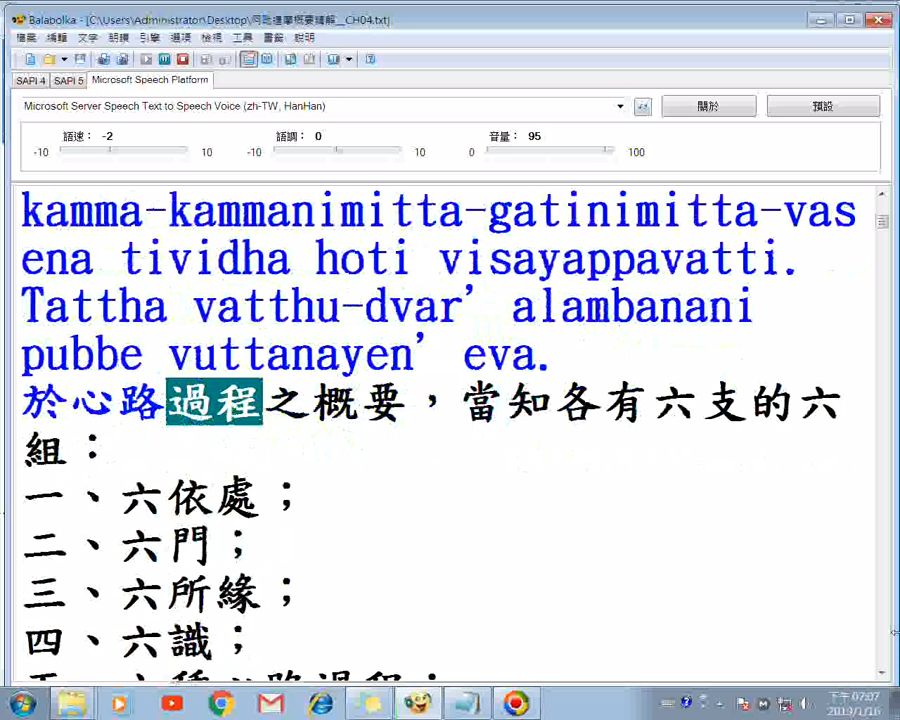 Balabolka - [C:\Users\Administrator\Desktop\阿毗達摩概要精解__CH04.txt]
檔案 編輯 文字 朗讀 引擎 選項 檢視 工具 書籤 說明
SAPI 4 SAPI 5 Microsoft Speech Platform
Microsoft Server Speech Text to Speech Voice (zh-TW, HanHan) 關於 預設
語速： -2 語調： 0 音量： 95
-10 10 -10 10 0 100
kamma-kammanimitta-gatinimitta-vas
ena tividha hoti visayappavatti.
Tattha vatthu-dvar’ alambanani
pubbe vuttanayen’ eva.
於心路過程之概要，當知各有六支的六
組：
一、六依處；
二、六門；
三、六所緣；
四、六識；
下午 07:07
2019/1/16